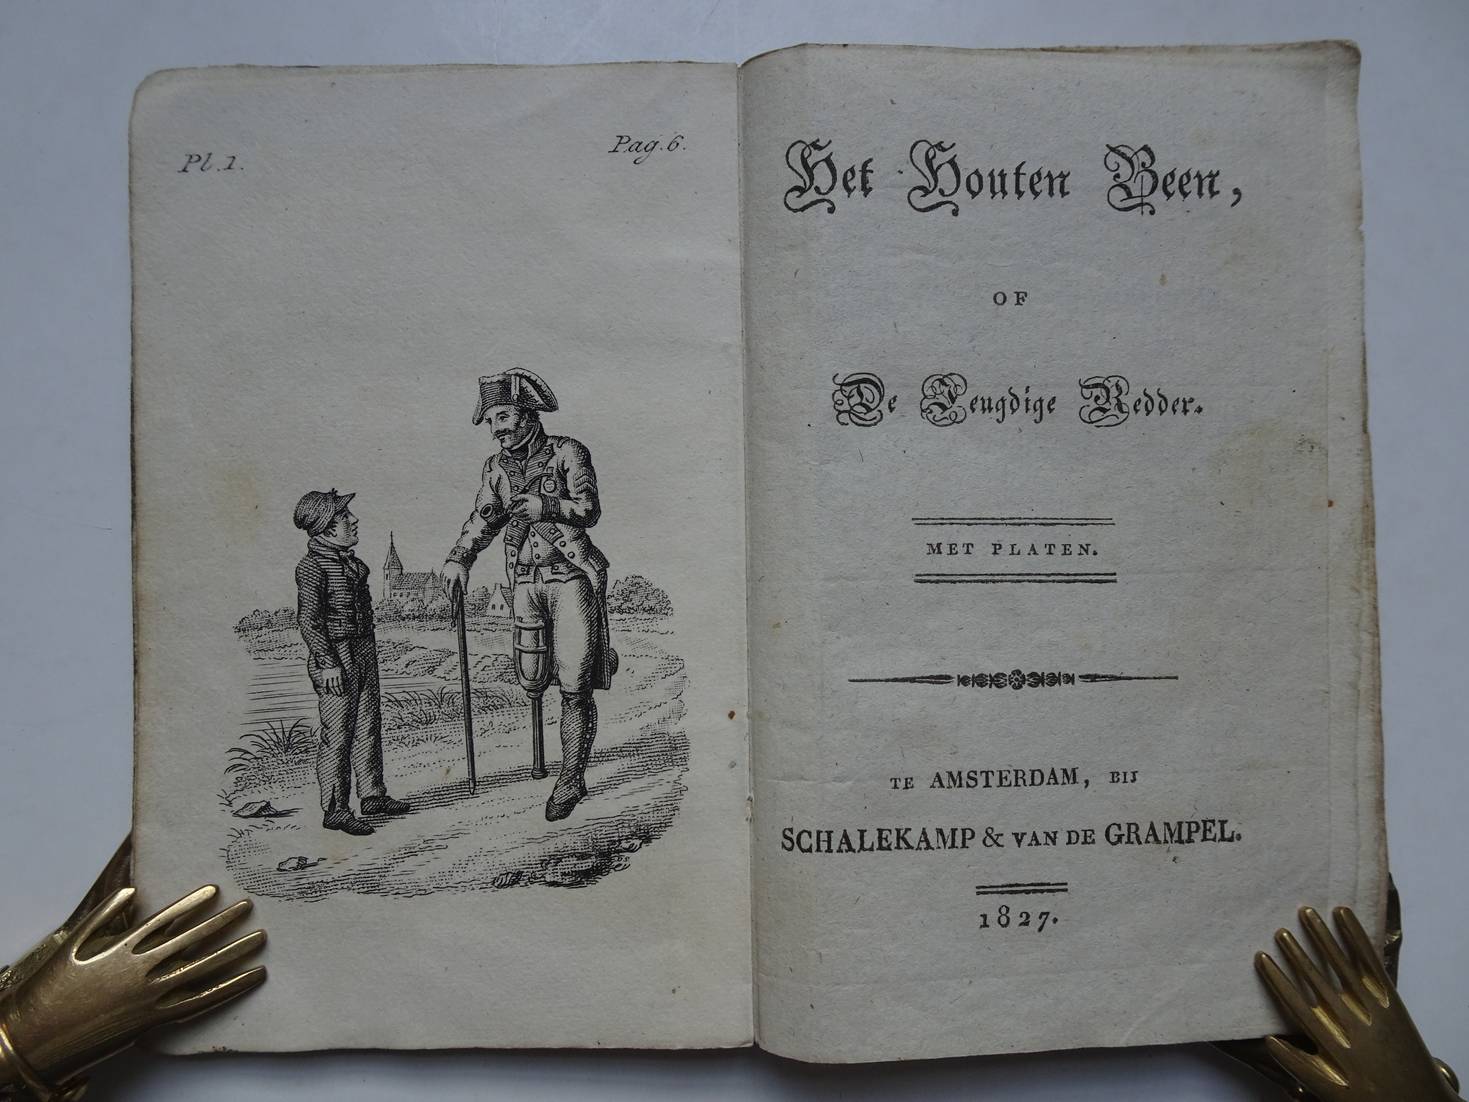 Pl. 1.
Pag. 6.
Het Houten Been,
OF
De Jeugdige Redder.
MET PLATEN.
TE AMSTERDAM, BIJ
SCHALEKAMP & VAN DE GRAMPEL.
1827.